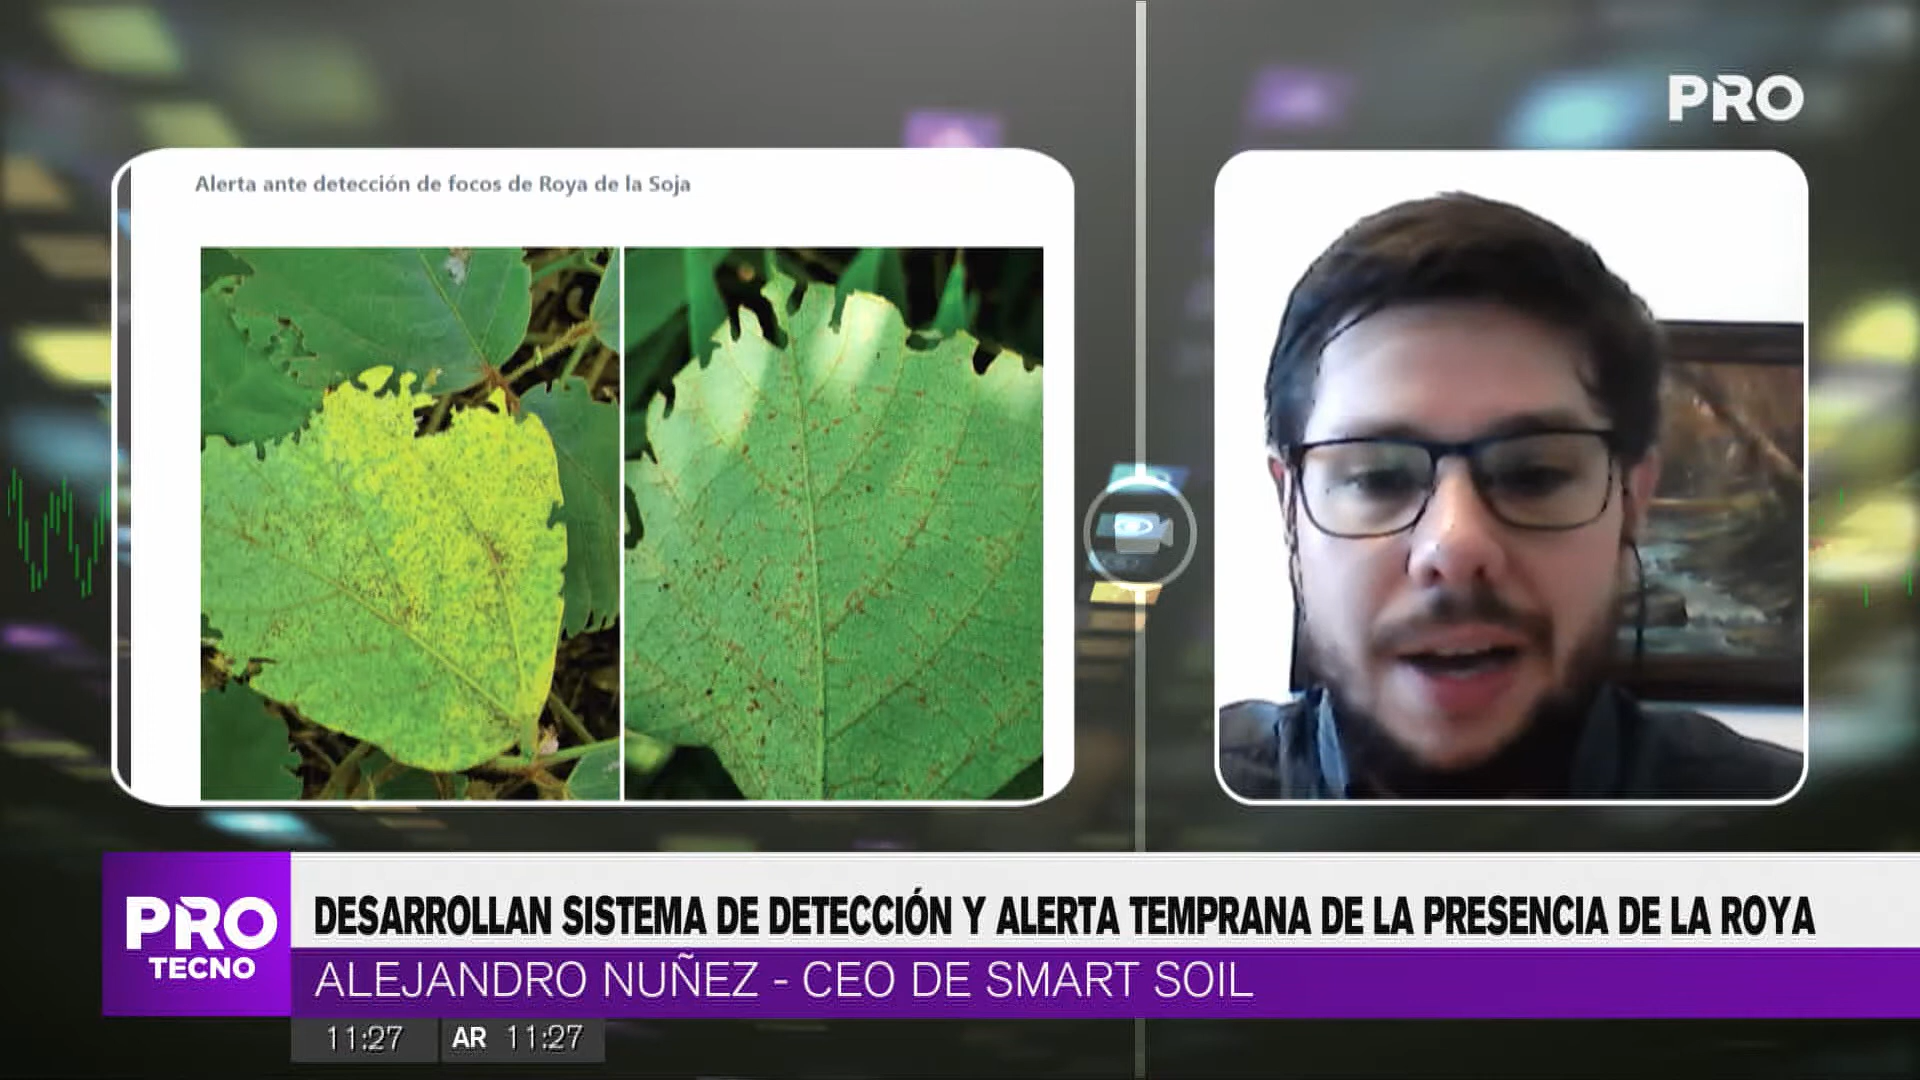 PRO
Alerta ante detección de focos de Roya de la Soja
PRO
TECNO
DESARROLLAN SISTEMA DE DETECCIÓN Y ALERTA TEMPRANA DE LA PRESENCIA DE LA ROYA
ALEJANDRO NUÑEZ - CEO DE SMART SOIL
11:27
AR 11:27